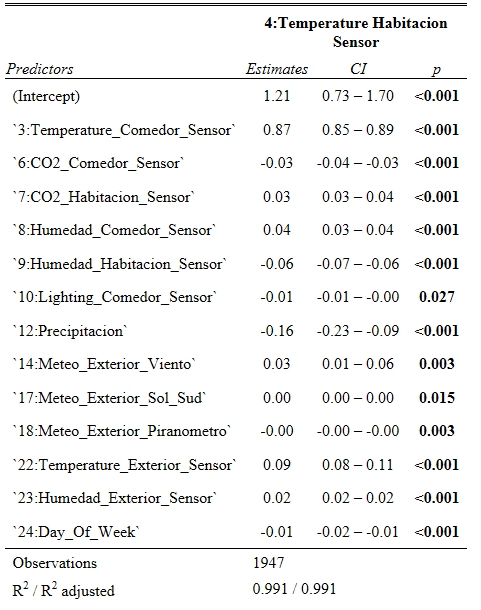 4:Temperature Habitacion
Sensor
Predictors Estimates CI p
(Intercept) 1.21 0.73 – 1.70 <0.001
`3:Temperature_Comedor_Sensor` 0.87 0.85 – 0.89 <0.001
`6:CO2_Comedor_Sensor` -0.03 -0.04 – -0.03 <0.001
`7:CO2_Habitacion_Sensor` 0.03 0.03 – 0.04 <0.001
`8:Humedad_Comedor_Sensor` 0.04 0.03 – 0.04 <0.001
`9:Humedad_Habitacion_Sensor` -0.06 -0.07 – -0.06 <0.001
`10:Lighting_Comedor_Sensor` -0.01 -0.01 – -0.00 0.027
`12:Precipitacion` -0.16 -0.23 – -0.09 <0.001
`14:Meteo_Exterior_Viento` 0.03 0.01 – 0.06 0.003
`17:Meteo_Exterior_Sol_Sud` 0.00 0.00 – 0.00 0.015
`18:Meteo_Exterior_Piranometro` -0.00 -0.00 – -0.00 0.003
`22:Temperature_Exterior_Sensor` 0.09 0.08 – 0.11 <0.001
`23:Humedad_Exterior_Sensor` 0.02 0.02 – 0.02 <0.001
`24:Day_Of_Week` -0.01 -0.02 – -0.01 <0.001
Observations 1947
R² / R² adjusted 0.991 / 0.991